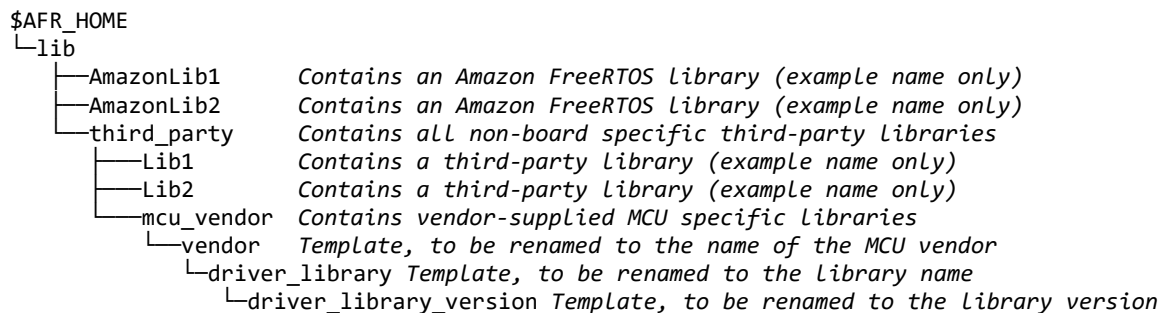 $AFR_HOME
└─lib
├──AmazonLib1 Contains an Amazon FreeRTOS library (example name only)
├──AmazonLib2 Contains an Amazon FreeRTOS library (example name only)
└──third_party Contains all non-board specific third-party libraries
├───Lib1 Contains a third-party library (example name only)
├───Lib2 Contains a third-party library (example name only)
└───mcu_vendor Contains vendor-supplied MCU specific libraries
└──vendor Template, to be renamed to the name of the MCU vendor
└─driver_library Template, to be renamed to the library name
└─driver_library_version Template, to be renamed to the library version